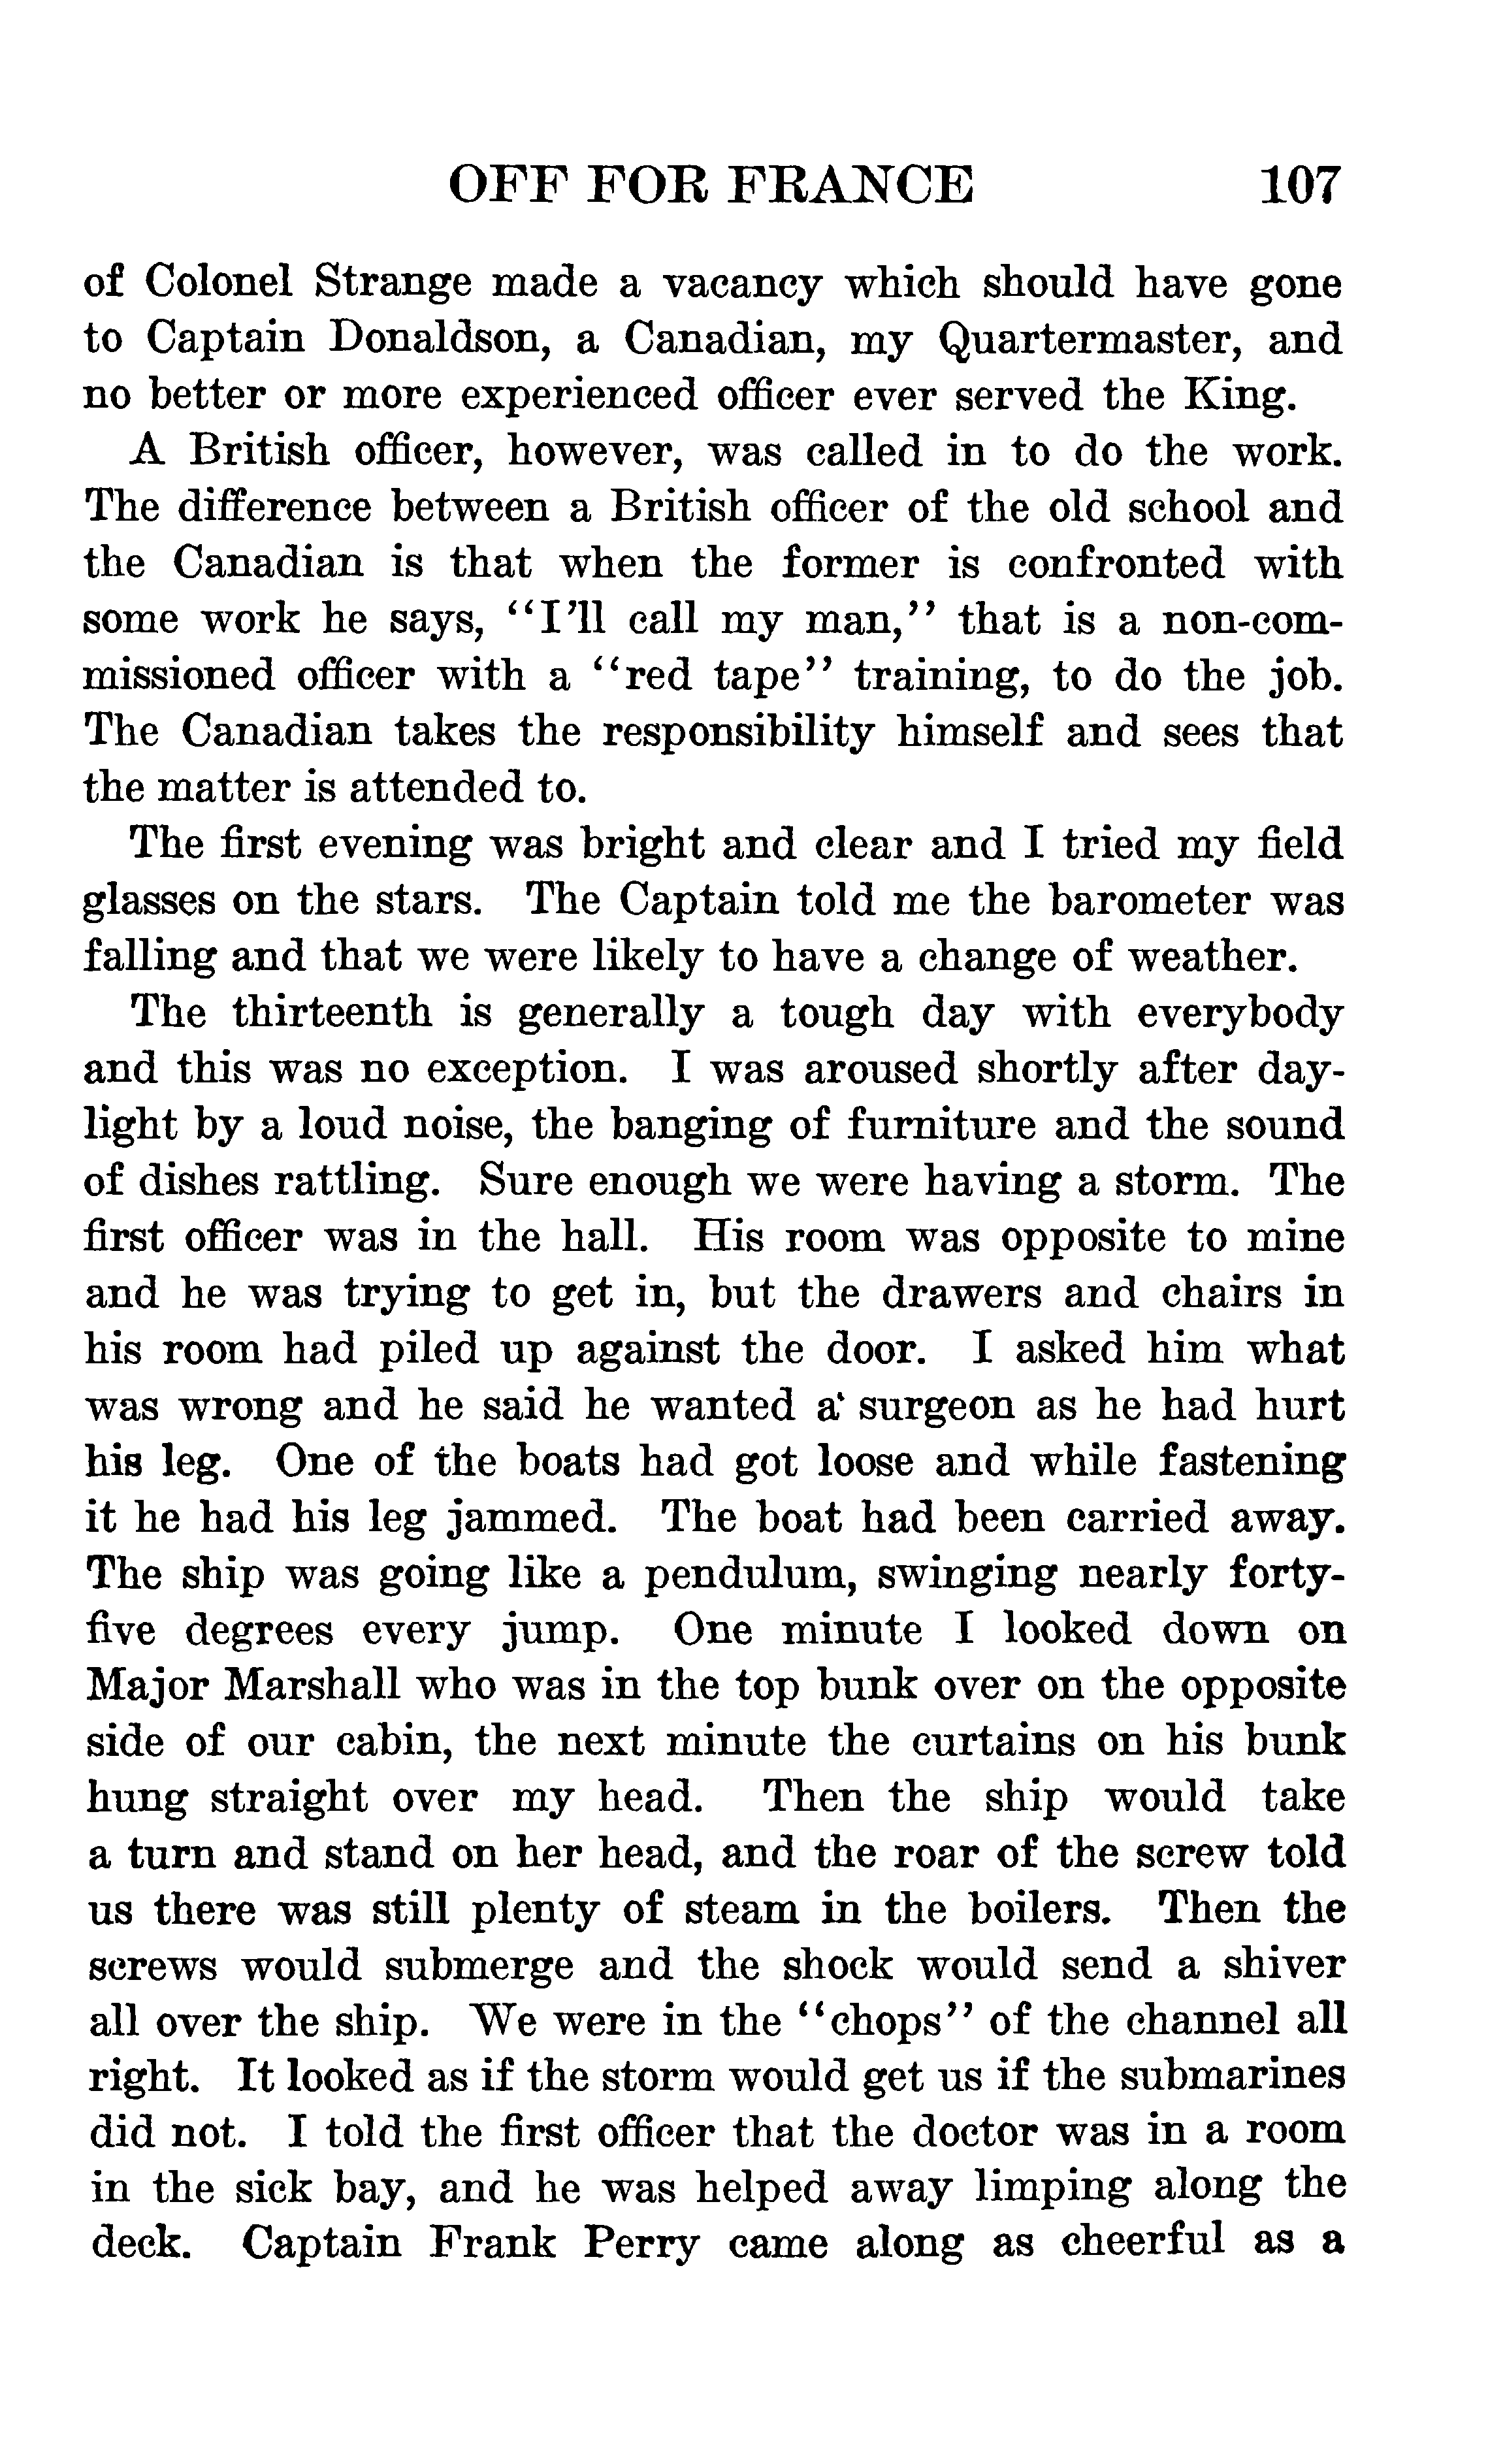 OFF FOR FRANCE 107
of Colonel Strange made a vacancy which should have gone
to Captain Donaldson, a Canadian, my Quartermaster, and
no better or more experienced officer ever served the King.
A British officer, however, was called in to do the work.
The difference between a British officer of the old school and
the Canadian is that when the former is confronted with
some work he says, "I'll call my man," that is a non-com-
missioned officer with a "red tape" training, to do the job.
The Canadian takes the responsibility himself and sees that
the matter is attended to.
The first evening was bright and clear and I tried my field
glasses on the stars. The Captain told me the barometer was
falling and that we were likely to have a change of weather.
The thirteenth is generally a tough day with everybody
and this was no exception. I was aroused shortly after day-
light by a loud noise, the banging of furniture and the sound
of dishes rattling. Sure enough we were having a storm. The
first officer was in the hall. His room was opposite to mine
and he was trying to get in, but the drawers and chairs in
his room had piled up against the door. I asked him what
was wrong and he said he wanted a surgeon as he had hurt
his leg. One of the boats had got loose and while fastening
it he had his leg jammed. The boat had been carried away.
The ship was going like a pendulum, swinging nearly forty-
five degrees every jump. One minute I looked down on
Major Marshall who was in the top bunk over on the opposite
side of our cabin, the next minute the curtains on his bunk
hung straight over my head. Then the ship would take
a turn and stand on her head, and the roar of the screw told
us there was still plenty of steam in the boilers. Then the
screws would submerge and the shock would send a shiver
all over the ship. We were in the "chops" of the channel all
right. It looked as if the storm would get us if the submarines
did not. I told the first officer that the doctor was in a room
in the sick bay, and he was helped away limping along the
deck. Captain Frank Perry came along as cheerful as a